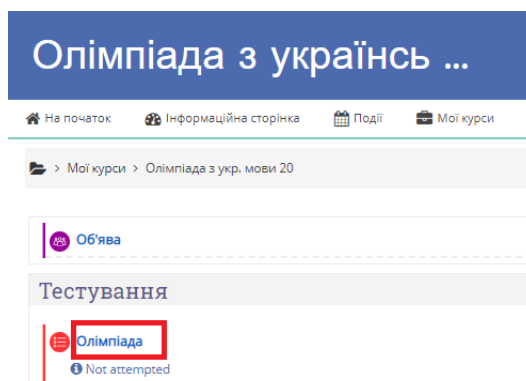 Олімпіада з українсь ...
На початок Інформаційна сторінка Події Мої курси
> Мої курси > Олімпіада з укр. мови 20
Об'ява
Тестування
Олімпіада
Not attempted